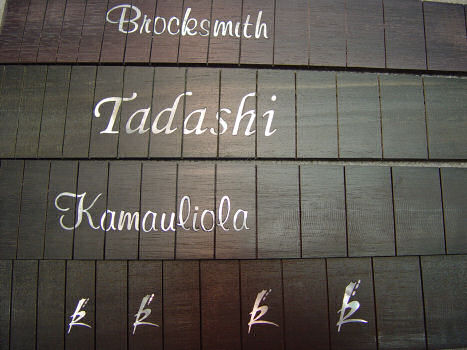 Brocksmith
Tadashi
Kamauliola
k k k k